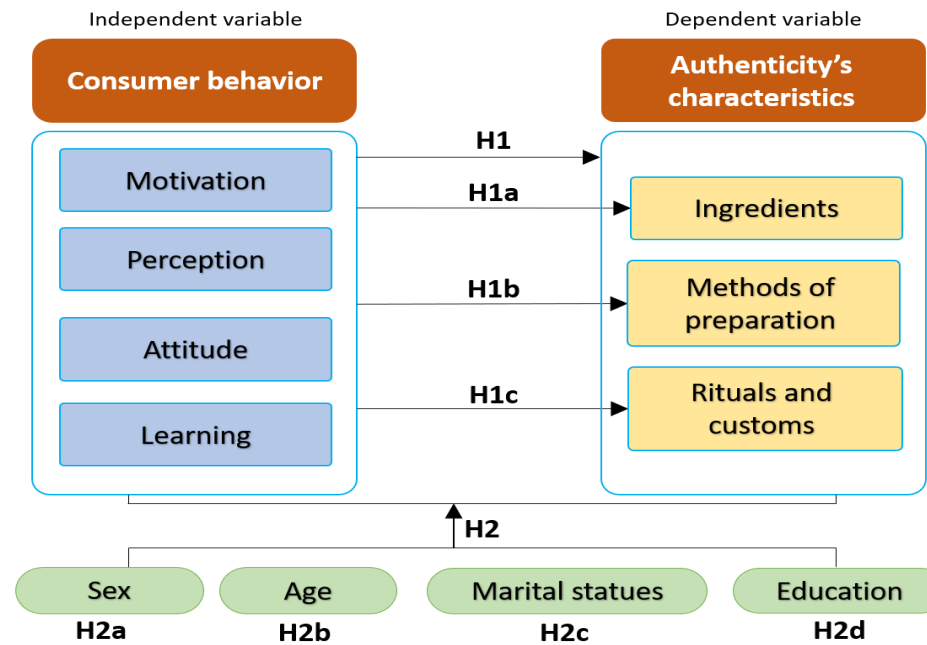 Independent variable
Dependent variable
Consumer behavior
Authenticity’s
characteristics
H1
Motivation
H1a
Ingredients
Perception
H1b
Methods of
preparation
Attitude
H1c
Rituals and
customs
Learning
H2
Sex
Age
Marital statues
Education
H2a
H2b
H2c
H2d